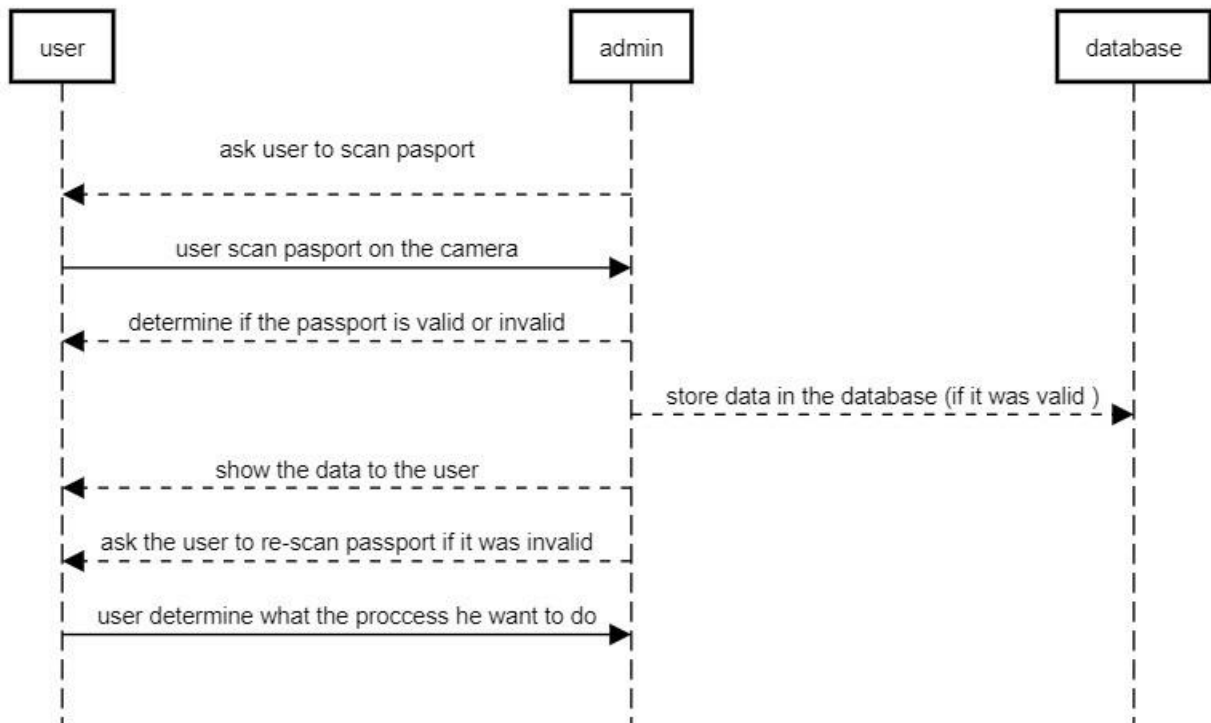 user
admin
database
ask user to scan pasport
user scan pasport on the camera
determine if the passport is valid or invalid
store data in the database (if it was valid )
show the data to the user
ask the user to re-scan passport if it was invalid
user determine what the proccess he want to do